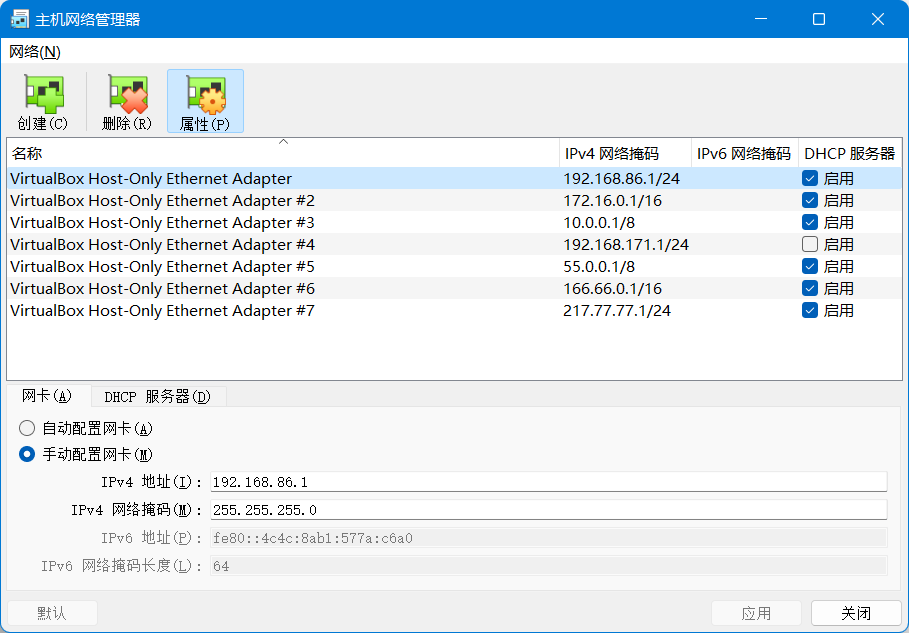 主机网络管理器
网络(N)
创建(C) 删除(R) 属性(P)
名称 IPv4 网络掩码 IPv6 网络掩码 DHCP 服务器
VirtualBox Host-Only Ethernet Adapter 192.168.86.1/24 启用
VirtualBox Host-Only Ethernet Adapter #2 172.16.0.1/16 启用
VirtualBox Host-Only Ethernet Adapter #3 10.0.0.1/8 启用
VirtualBox Host-Only Ethernet Adapter #4 192.168.171.1/24 启用
VirtualBox Host-Only Ethernet Adapter #5 55.0.0.1/8 启用
VirtualBox Host-Only Ethernet Adapter #6 166.66.0.1/16 启用
VirtualBox Host-Only Ethernet Adapter #7 217.77.77.1/24 启用
网卡(A) DHCP 服务器(D)
自动配置网卡(A)
手动配置网卡(M)
IPv4 地址(I): 192.168.86.1
IPv4 网络掩码(M): 255.255.255.0
IPv6 地址(P): fe80::4c4c:8ab1:577a:c6a0
IPv6 网络掩码长度(L): 64
默认 应用 关闭